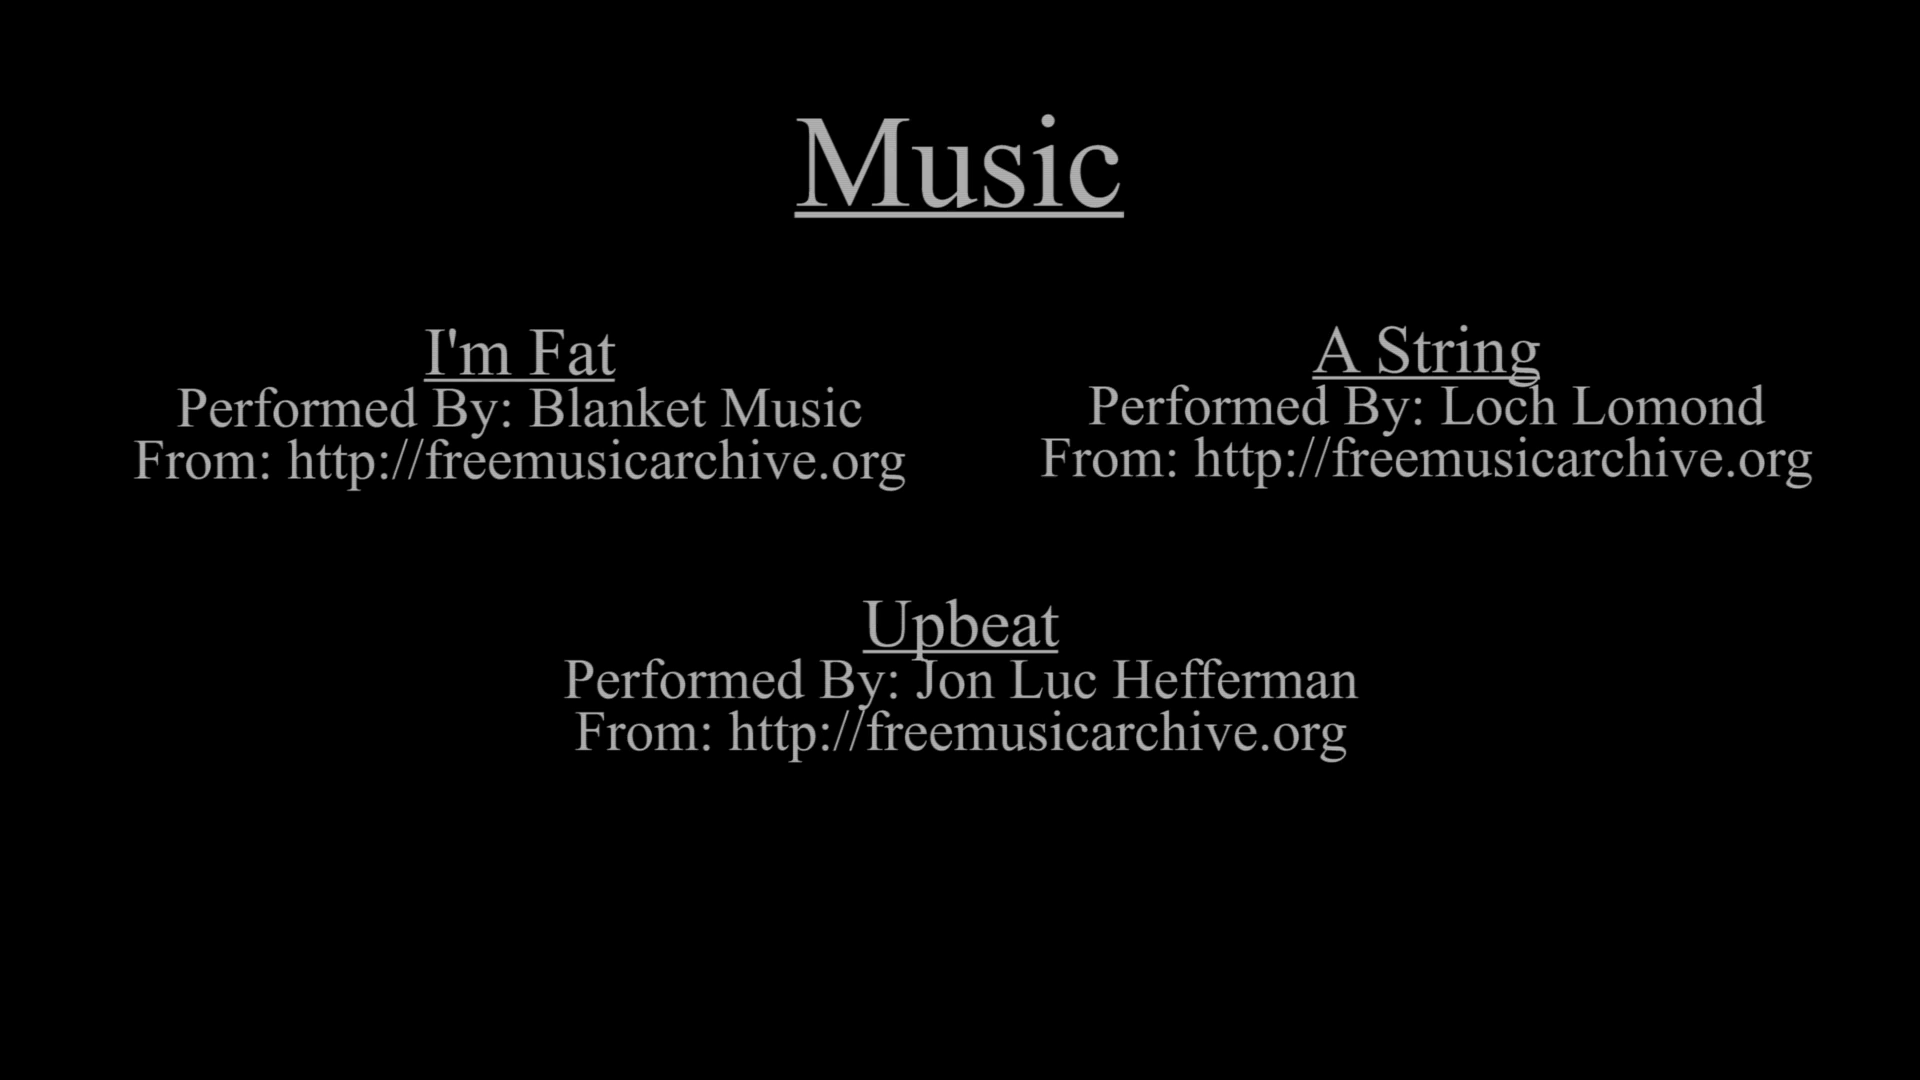 Music
I'm Fat
Performed By: Blanket Music
From: http://freemusicarchive.org
A String
Performed By: Loch Lomond
From: http://freemusicarchive.org
Upbeat
Performed By: Jon Luc Hefferman
From: http://freemusicarchive.org